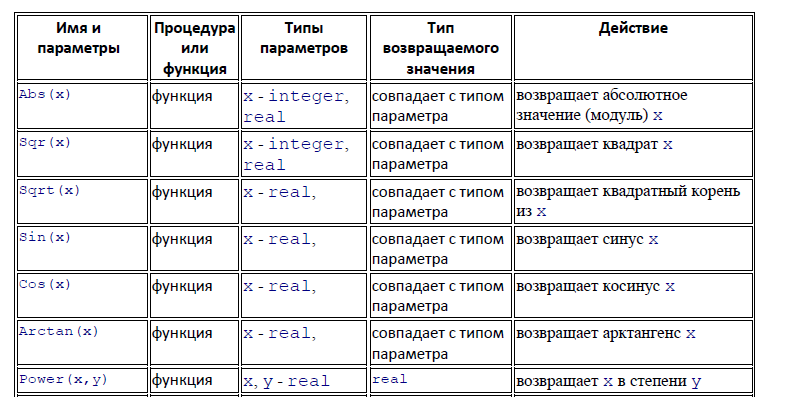 Имя и параметры | Процедура или функция | Типы параметров | Тип возвращаемого значения | Действие
Abs(x) | функция | x - integer, real | совпадает с типом параметра | возвращает абсолютное значение (модуль) x
Sqr(x) | функция | x - integer, real | совпадает с типом параметра | возвращает квадрат x
Sqrt(x) | функция | x - real, | совпадает с типом параметра | возвращает квадратный корень из x
Sin(x) | функция | x - real, | совпадает с типом параметра | возвращает синус x
Cos(x) | функция | x - real, | совпадает с типом параметра | возвращает косинус x
Arctan(x) | функция | x - real, | совпадает с типом параметра | возвращает арктангенс x
Power(x,y) | функция | x, y - real | real | возвращает x в степени y